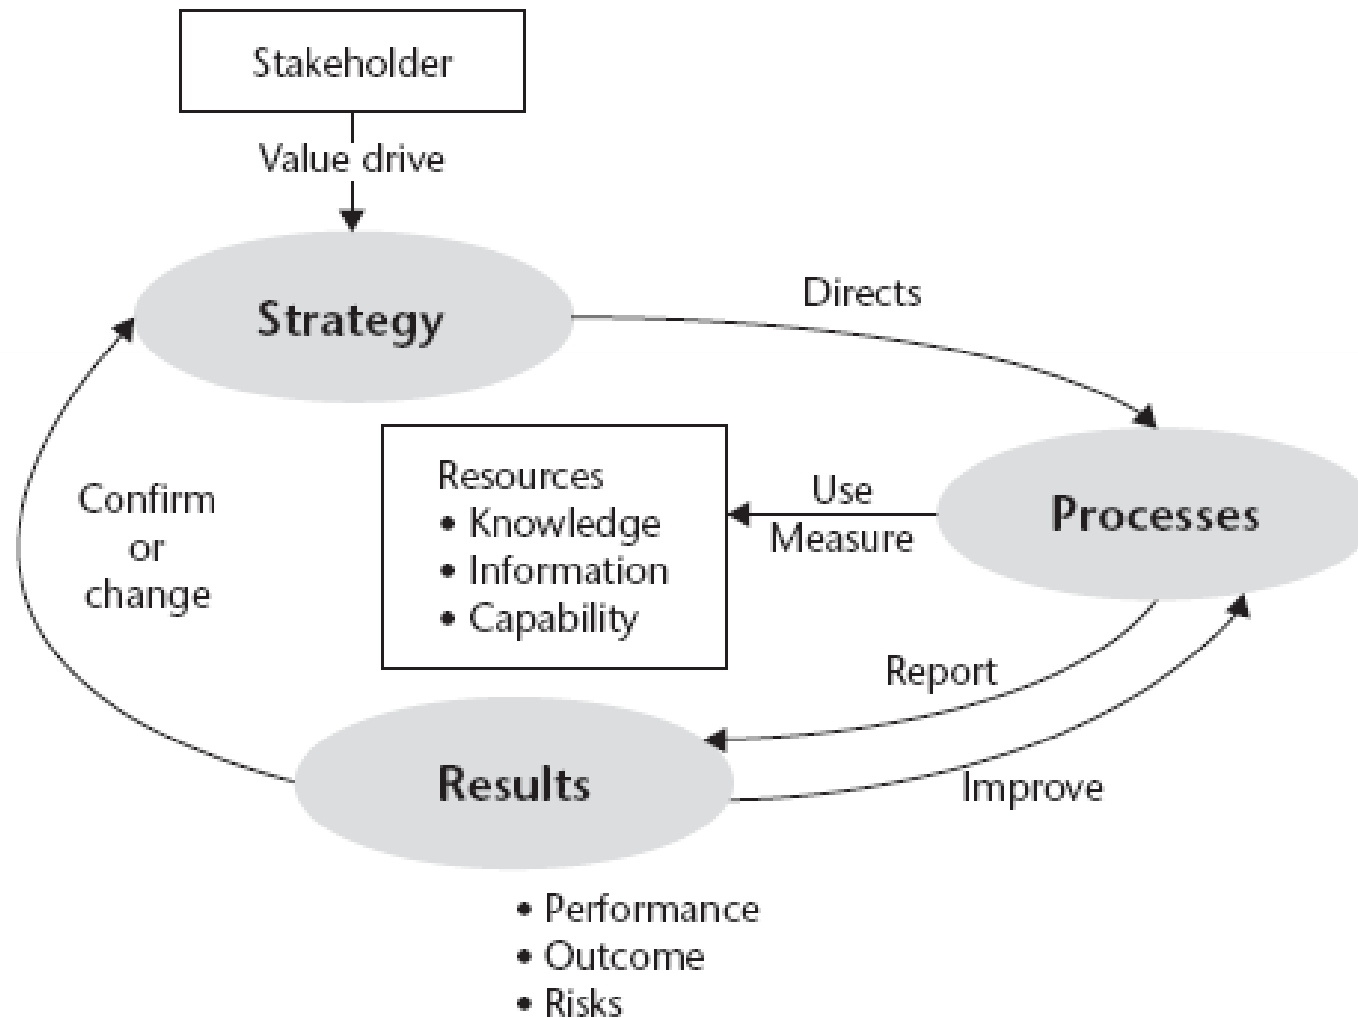 Stakeholder
Value drive
Strategy
Directs
Confirm
or
change
Resources
• Knowledge
• Information
• Capability
Use
Measure
Processes
Report
Results
Improve
• Performance
• Outcome
• Risks